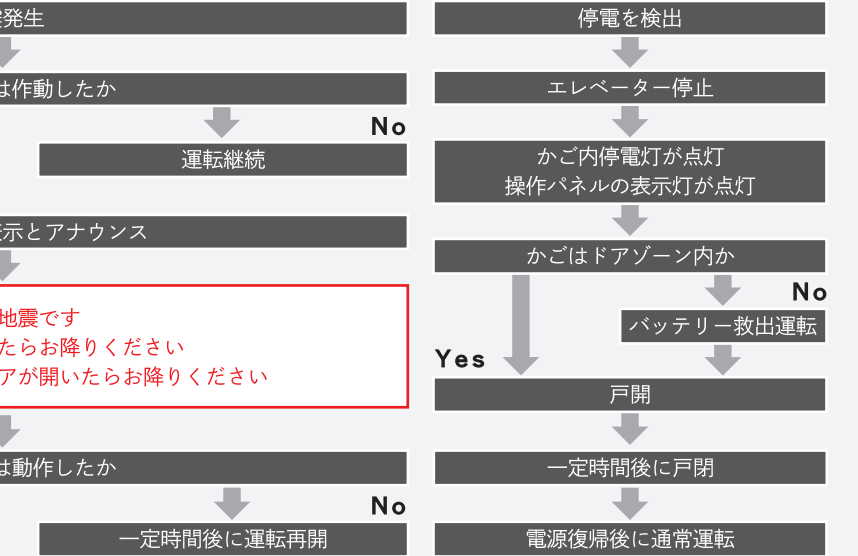 発生
は作動したか
No
運転継続
示とアナウンス
地震です
たらお降りください
アが開いたらお降りください
は動作したか
No
一定時間後に運転再開
停電を検出
エレベーター停止
かご内停電灯が点灯
操作パネルの表示灯が点灯
かごはドアゾーン内か
No
バッテリー救出運転
Yes
戸開
一定時間後に戸閉
電源復帰後に通常運転